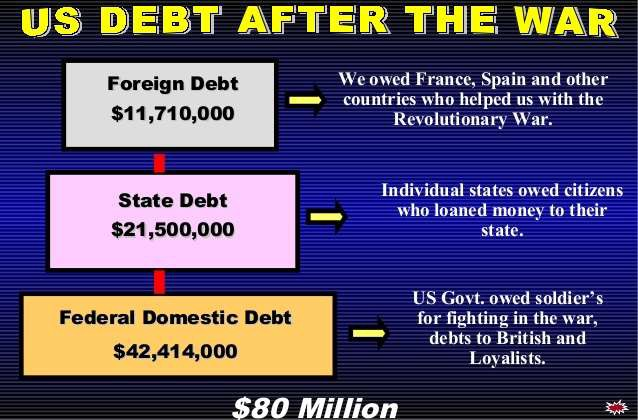 US DEBT AFTER THE WAR
Foreign Debt
$11,710,000
We owed France, Spain and other
countries who helped us with the
Revolutionary War.
State Debt
$21,500,000
Individual states owed citizens
who loaned money to their
state.
Federal Domestic Debt
$42,414,000
US Govt. owed soldier’s
for fighting in the war,
debts to British and
Loyalists.
$80 Million